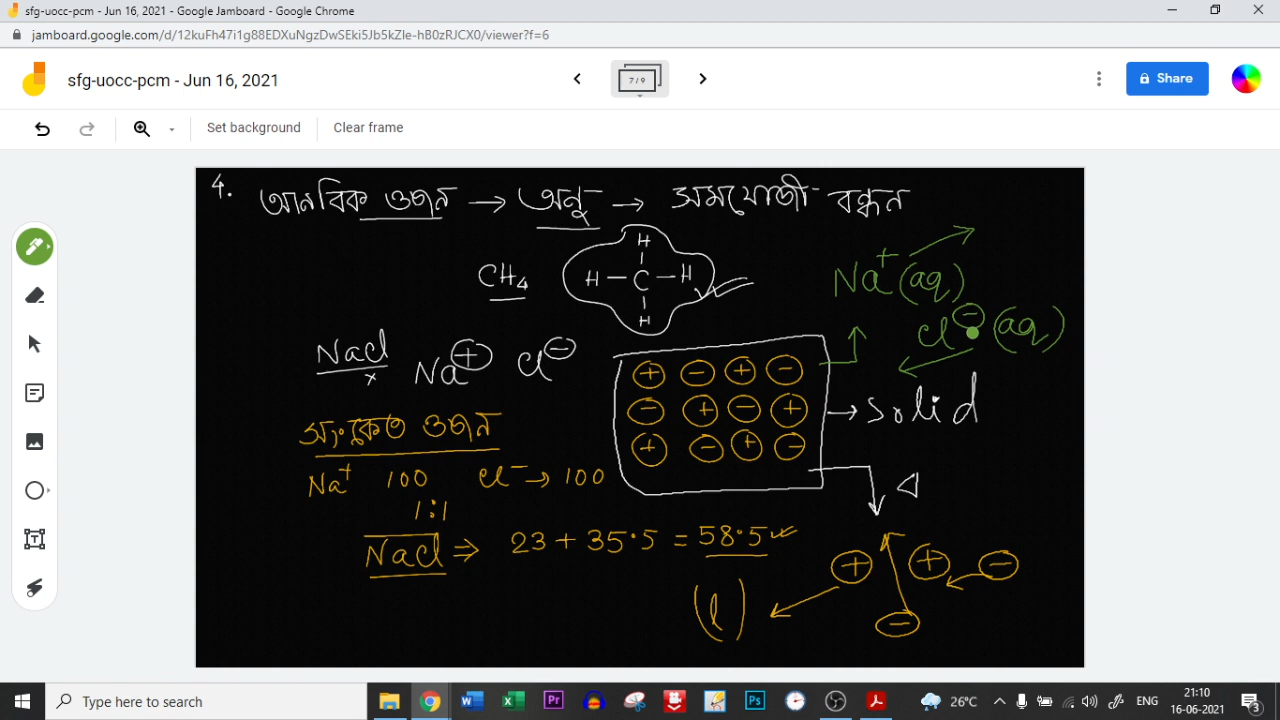 sfg-uocc-pcm - Jun 16, 2021 - Google Jamboard - Google Chrome
jamboard.google.com/d/12kuFh47i1g88EDXuNgzDwSEki5Jb5kZle-hB0zRJCX0/viewer?f=6
sfg-uocc-pcm - Jun 16, 2021
7/9
Share
Set background
Clear frame
4. আনবিক ওজন → অনু → সমযোজী বন্ধন
CH4
H
H — C — H
H
Na+ (aq)
Cl⊖ (aq)
NaCl
x
Na⊕ Cl⊖
+ − + −
− + − +
+ − + −
→ Solid
সংকেত ওজন
Na+ 100 Cl− → 100
1:1
NaCl ⇒ 23 + 35.5 = 58.5
Δ
(l)
+ + −
−
Type here to search
26°C
ENG
21:10
16-06-2021
3